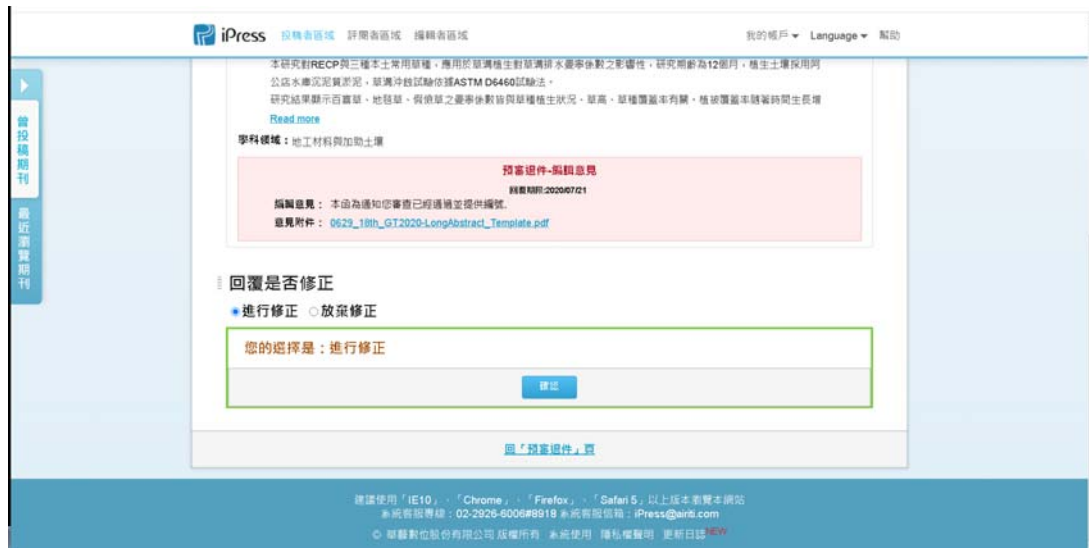 iPress 投稿者區域 評閱者區域 編輯者區域 我的帳戶 Language 幫助
本研究對RECP與三種本土常用草種,應用於草溝植生對草溝排水曼寧係數之影響性,研究期齡為12個月,植生土壤採用阿
公店水庫沉泥質淤泥,草溝沖蝕試驗依據ASTM D6460試驗法。
研究結果顯示百喜草、地毯草、假儉草之曼寧係數皆與草種植生狀況、草高、草種覆蓋率有關,植被覆蓋率隨著時間生長增
Read more
學科領域:地工材料與加勁土壤
預審退件-編輯意見
回覆期限:2020/07/21
編輯意見: 本函為通知您審查已經通過並提供編號.
意見附件: 0629_18th_GT2020-LongAbstract_Template.pdf
曾投稿期刊
最近瀏覽期刊
回覆是否修正
進行修正 放棄修正
您的選擇是:進行修正
確認
回「預審退件」頁
建議使用「IE10」、「Chrome」、「Firefox」、「Safari 5」以上版本瀏覽本網站
系統客服專線:02-2926-6006#8918 系統客服信箱:iPress@airiti.com
© 華藝數位股份有限公司 版權所有 系統使用 隱私權聲明 更新日誌NEW